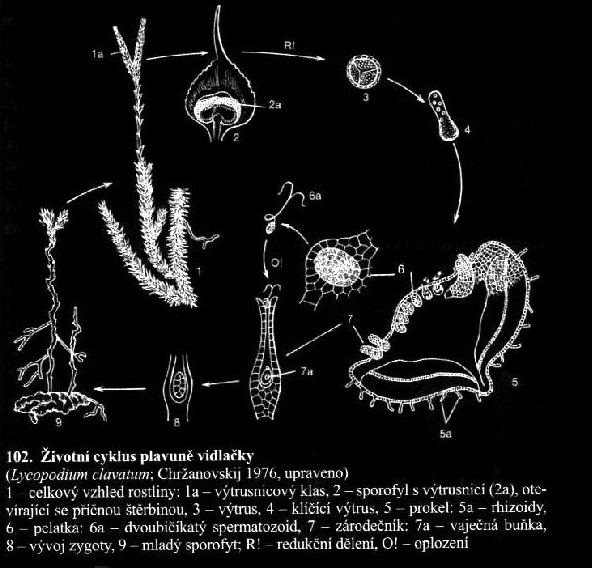 1a
R!
2a
2
3
4
6a
1
O!
6
7
7a
5
9
8
5a
102. Životní cyklus plavuně vidlačky
(Lycopodium clavatum; Chržanovskij 1976, upraveno)
1 – celkový vzhled rostliny: 1a – výtrusnicový klas, 2 – sporofyl s výtrusnicí (2a), ote-
vírající se příčnou štěrbinou, 3 – výtrus, 4 – klíčící výtrus, 5 – prokel: 5a – rhizoidy,
6 – pelatka: 6a – dvoubičíkatý spermatozoid, 7 – zárodečník: 7a – vaječná buňka,
8 – vývoj zygoty, 9 – mladý sporofyt; R! – redukční dělení, O! – oplození